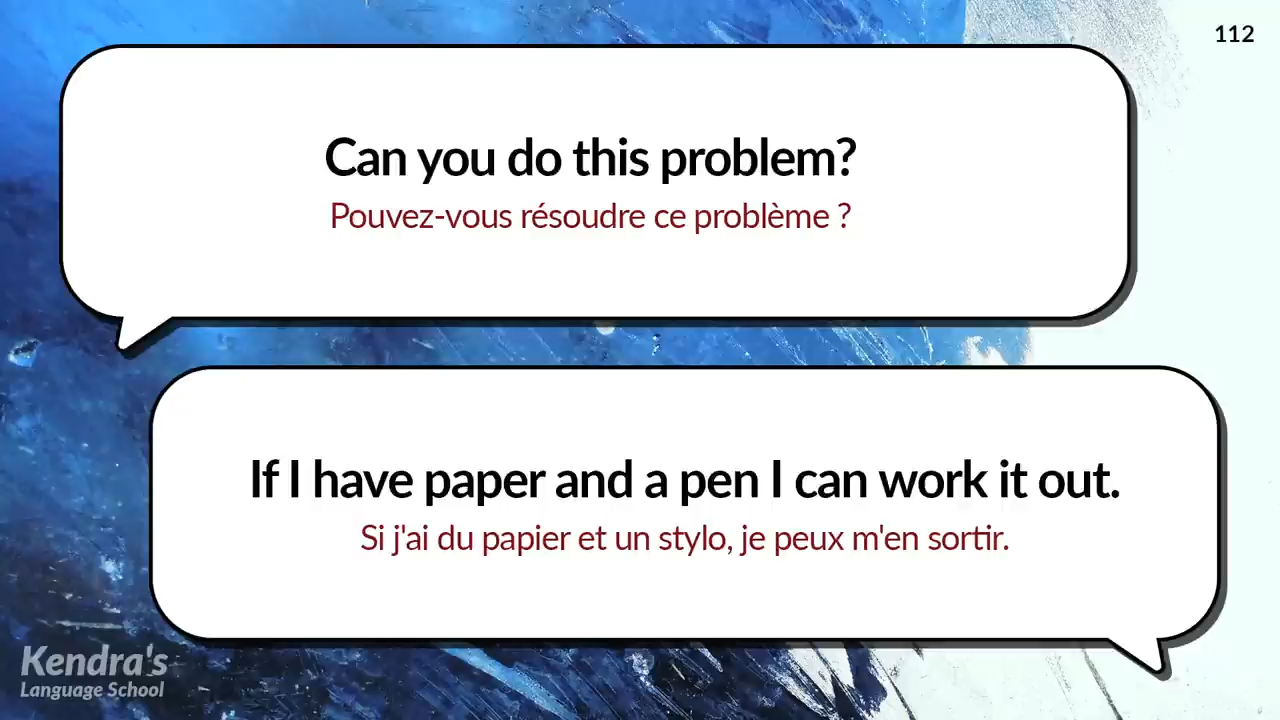 112
Can you do this problem?
Pouvez-vous résoudre ce problème ?
If I have paper and a pen I can work it out.
Si j'ai du papier et un stylo, je peux m'en sortir.
Kendra's
Language School